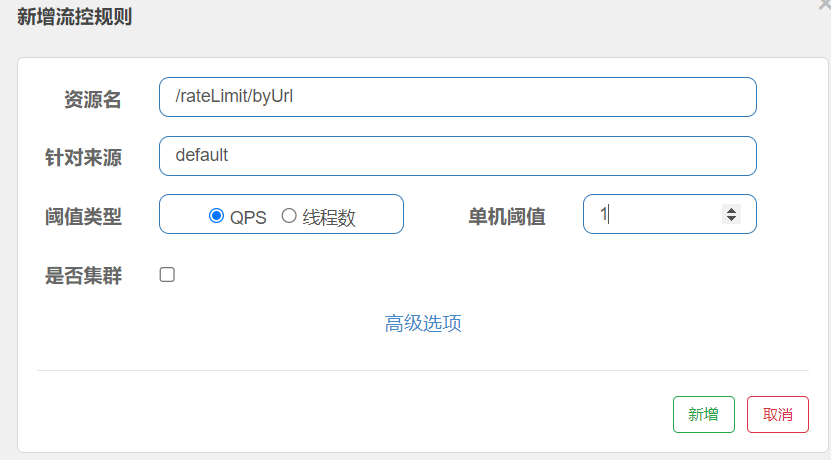 新增流控规则
资源名 /rateLimit/byUrl
针对来源 default
阈值类型 QPS 线程数 单机阈值 1
是否集群
高级选项
新增 取消